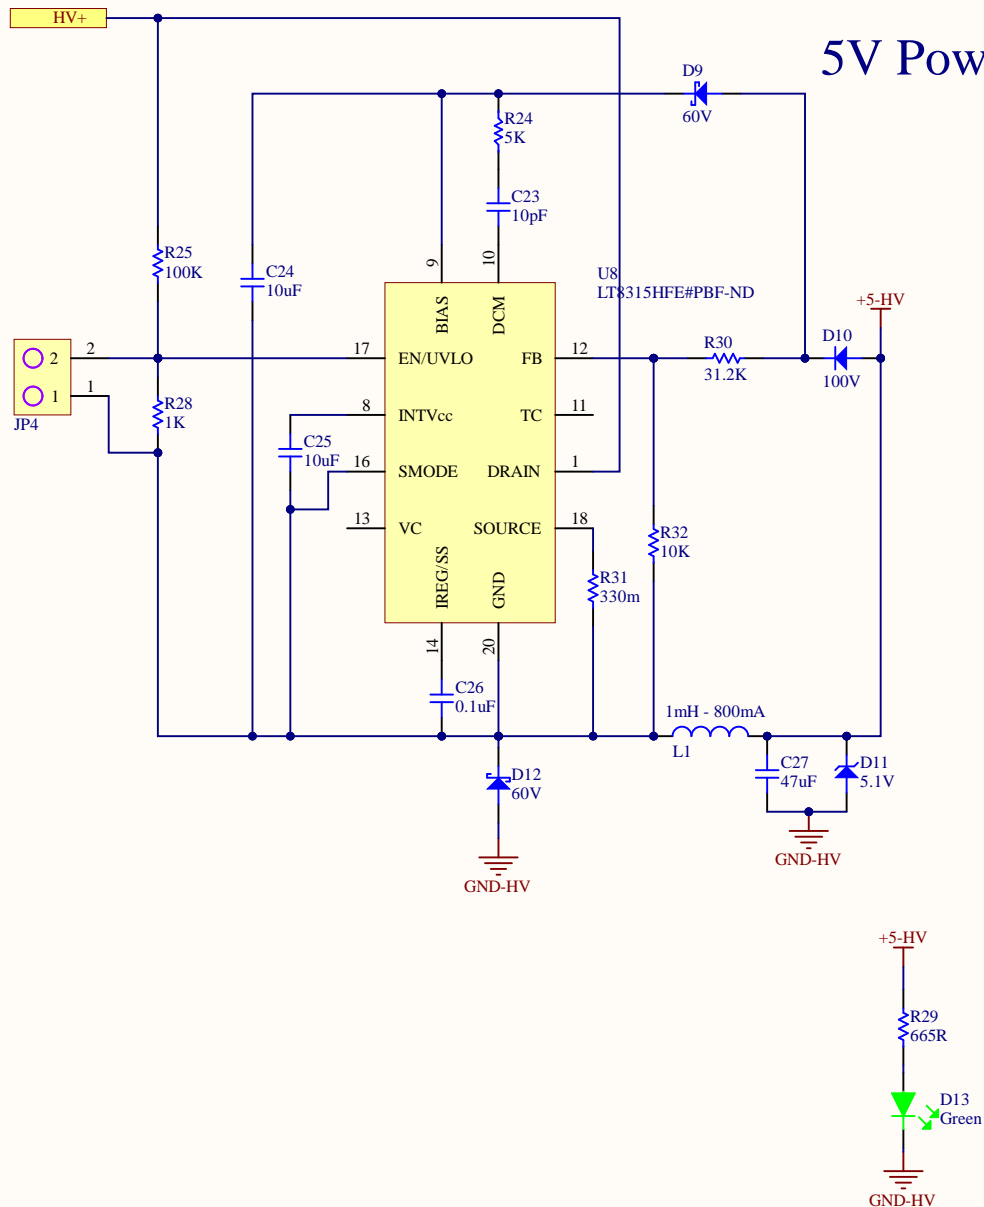 HV+
5V Pow
D9
60V
R24
5K
C23
10pF
R25
100K
C24
10uF
9
10
U8
LT8315HFE#PBF-ND
BIAS
DCM
+5-HV
2
2
17
EN/UVLO
FB
12
R30
31.2K
D10
100V
1
1
JP4
R28
1K
8
INTVcc
TC
11
C25
10uF
16
SMODE
DRAIN
1
13
VC
SOURCE
18
R32
10K
IREG/SS
GND
R31
330m
14
20
C26
0.1uF
1mH - 800mA
L1
C27
47uF
D11
5.1V
D12
60V
GND-HV
GND-HV
+5-HV
R29
665R
D13
Green
GND-HV